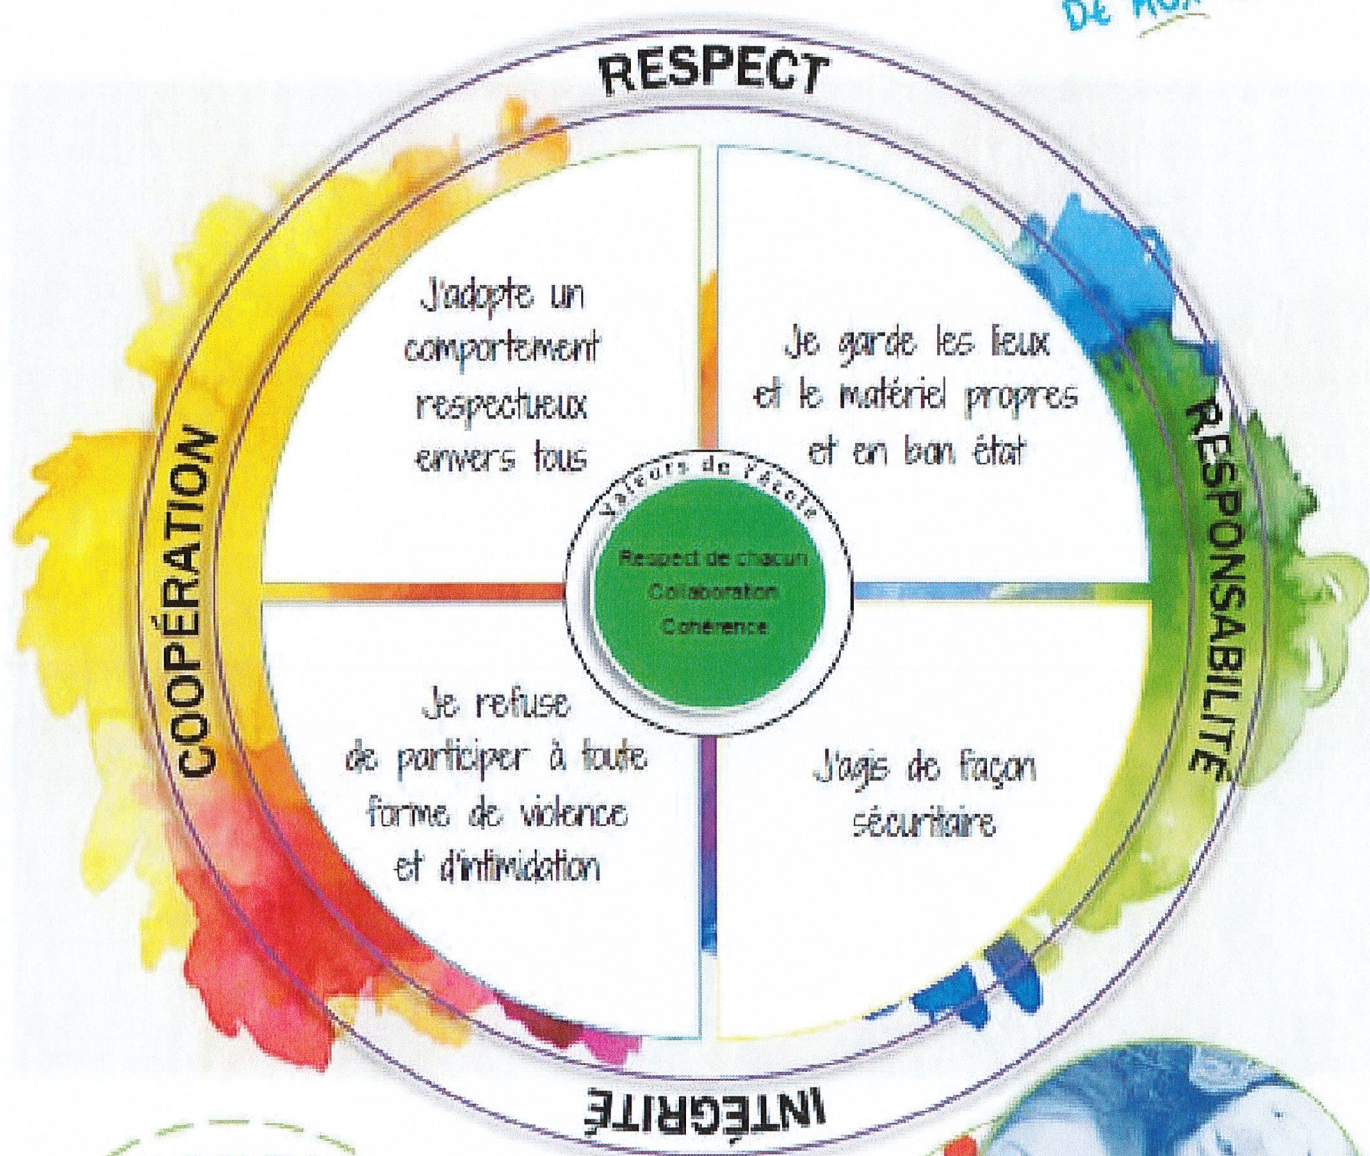 DE
RESPECT
J'adopte un
comportement
respectueux
envers tous
Je garde les lieux
et le matériel propres
et en bon état
COOPÉRATION
RESPONSABILITÉ
Valeurs de l'école
Respect de chacun
Collaboration
Cohérence
Je refuse
de participer à toute
forme de violence
et d'intimidation
J'agis de façon
sécuritaire
INTÉGRITÉ